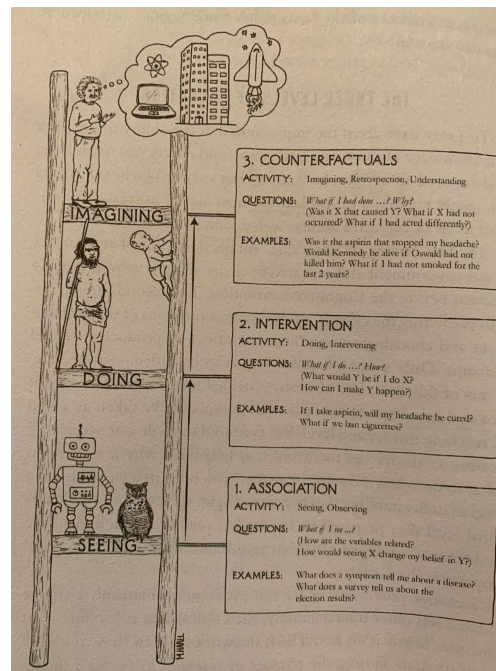 THE THREE LEVEL
3. COUNTERFACTUALS
ACTIVITY: Imagining, Retrospection, Understanding
QUESTIONS: What if I had done …? Why?
(Was it X that caused Y? What if X had not
occurred? What if I had acted differently?)
EXAMPLES: Was it the aspirin that stopped my headache?
Would Kennedy be alive if Oswald had not
killed him? What if I had not smoked for the
last 2 years?
IMAGINING
2. INTERVENTION
ACTIVITY: Doing, Intervening
QUESTIONS: What if I do …? How?
(What would Y be if I do X?
How can I make Y happen?)
EXAMPLES: If I take aspirin, will my headache be cured?
What if we ban cigarettes?
DOING
1. ASSOCIATION
ACTIVITY: Seeing, Observing
QUESTIONS: What if I see …?
(How are the variables related?
How would seeing X change my belief in Y?)
EXAMPLES: What does a symptom tell me about a disease?
What does a survey tell us about the
election results?
SEEING
M.HAREL